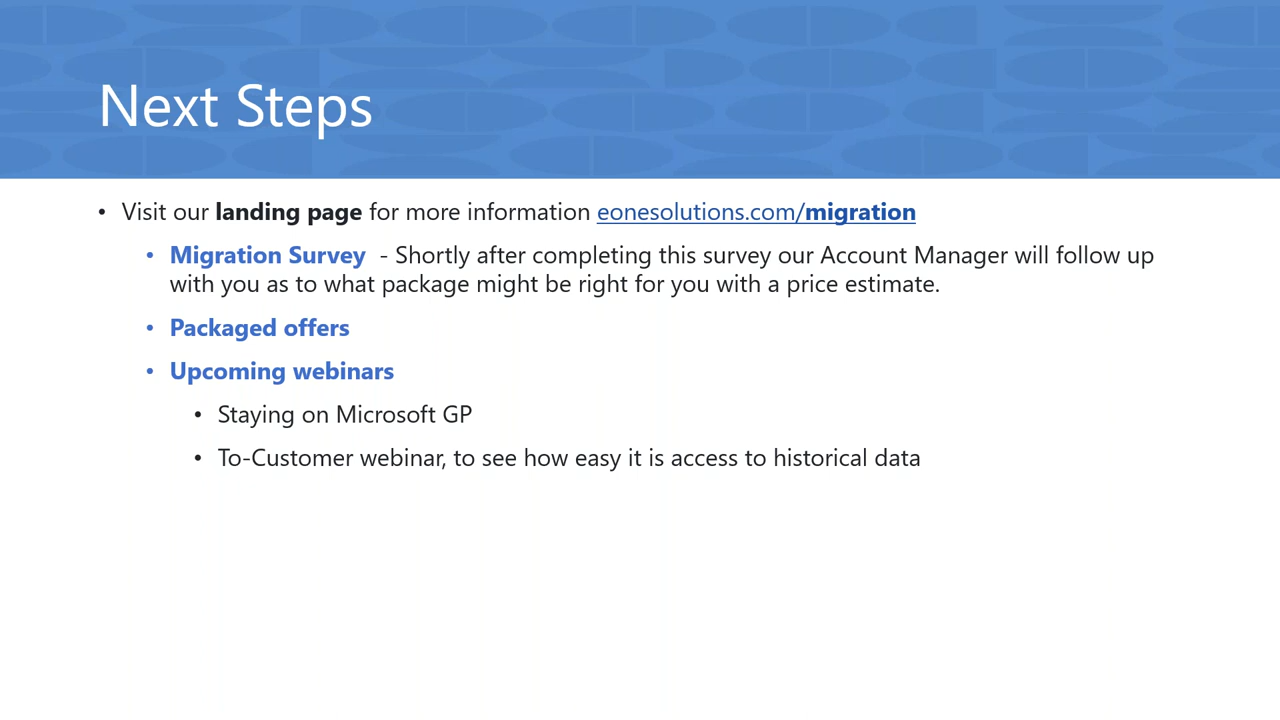 Next Steps
• Visit our landing page for more information eonesolutions.com/migration
• Migration Survey - Shortly after completing this survey our Account Manager will follow up
with you as to what package might be right for you with a price estimate.
• Packaged offers
• Upcoming webinars
• Staying on Microsoft GP
• To-Customer webinar, to see how easy it is access to historical data